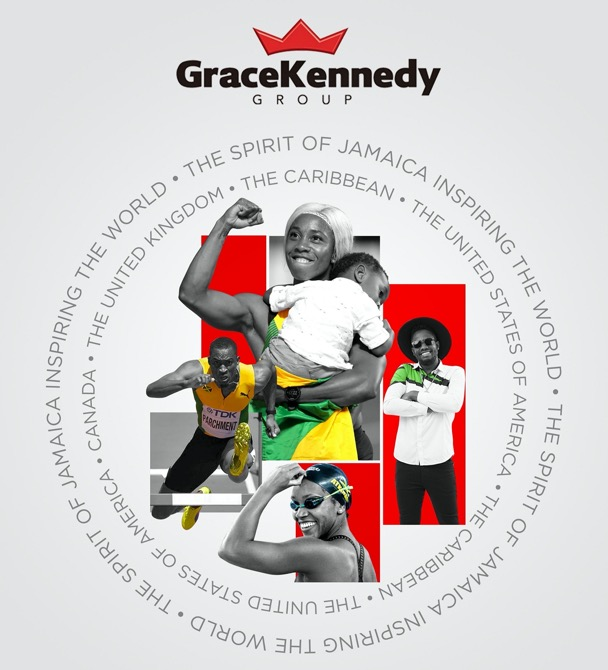 GraceKennedy
GROUP
THE SPIRIT OF JAMAICA INSPIRING THE WORLD • THE SPIRIT OF JAMAICA INSPIRING THE WORLD • THE SPIRIT OF JAMAICA INSPIRING THE WORLD •
THE CARIBBEAN • THE UNITED STATES OF AMERICA • THE CARIBBEAN • THE UNITED STATES OF AMERICA • CANADA • THE UNITED KINGDOM •
TDK
PARCHMENT